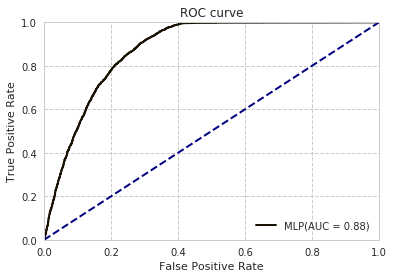 ROC curve
1.0
0.8
0.6
0.4
0.2
0.0
True Positive Rate
MLP(AUC = 0.88)
0.0 0.2 0.4 0.6 0.8 1.0
False Positive Rate